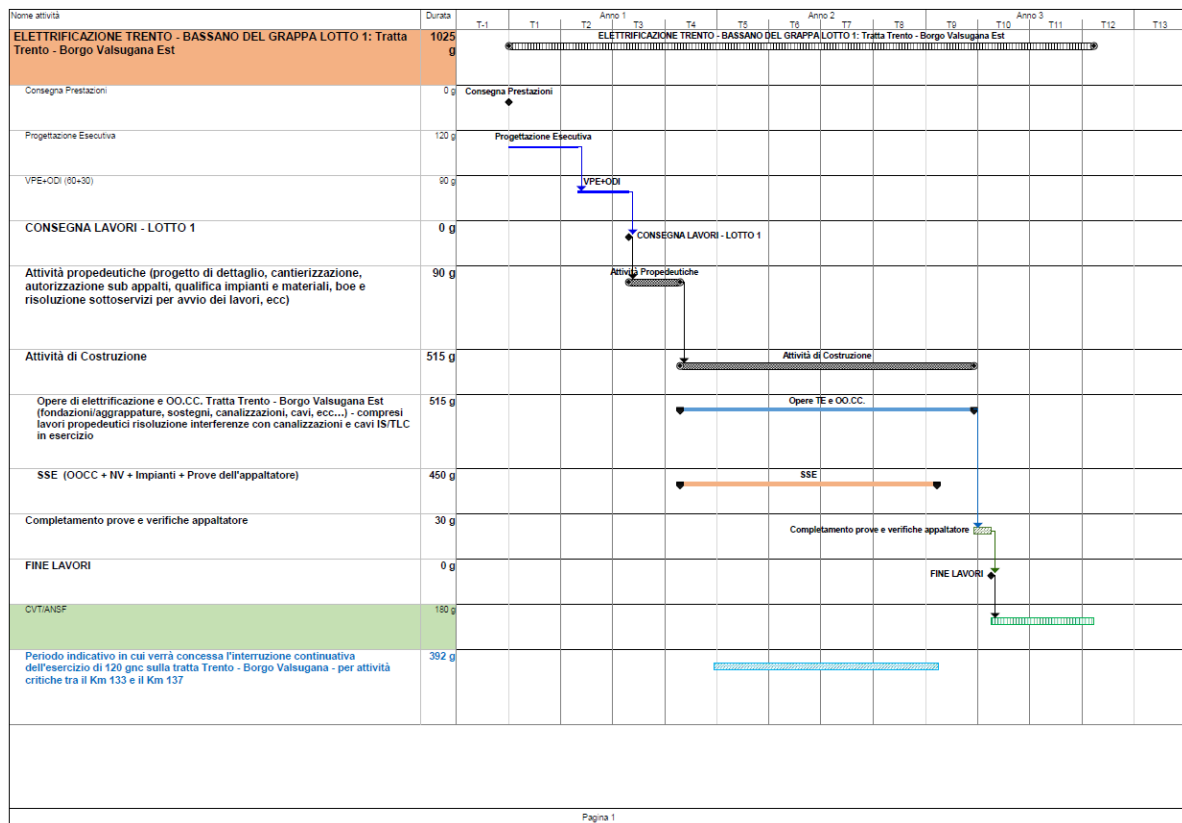 Nome attività Durata Anno 1 Anno 2 Anno 3
T-1 T1 T2 T3 T4 T5 T6 T7 T8 T9 T10 T11 T12 T13
ELETTRIFICAZIONE TRENTO - BASSANO DEL GRAPPA LOTTO 1: Tratta
Trento - Borgo Valsugana Est
1025
g
ELETTRIFICAZIONE TRENTO - BASSANO DEL GRAPPA LOTTO 1: Tratta Trento - Borgo Valsugana Est
Consegna Prestazioni 0 g Consegna Prestazioni
Progettazione Esecutiva 120 g Progettazione Esecutiva
VPE+ODI (60+30) 90 g VPE+ODI
CONSEGNA LAVORI - LOTTO 1 0 g CONSEGNA LAVORI - LOTTO 1
Attività propedeutiche (progetto di dettaglio, cantierizzazione,
autorizzazione sub appalti, qualifica impianti e materiali, boe e
risoluzione sottoservizi per avvio dei lavori, ecc)
90 g
Attività Propedeutiche
Attività di Costruzione 515 g Attività di Costruzione
Opere di elettrificazione e OO.CC. Tratta Trento - Borgo Valsugana Est
(fondazioni/aggrappature, sostegni, canalizzazioni, cavi, ecc...) - compresi
lavori propedeutici risoluzione interferenze con canalizzazioni e cavi IS/TLC
in esercizio
515 g
Opere TE e OO.CC.
SSE (OOCC + NV + Impianti + Prove dell'appaltatore) 450 g SSE
Completamento prove e verifiche appaltatore 30 g Completamento prove e verifiche appaltatore
FINE LAVORI 0 g FINE LAVORI
CVT/ANSF 180 g
Periodo indicativo in cui verrà concessa l'interruzione continuativa
dell'esercizio di 120 gnc sulla tratta Trento - Borgo Valsugana - per attività
critiche tra il Km 133 e il Km 137
392 g
Pagina 1